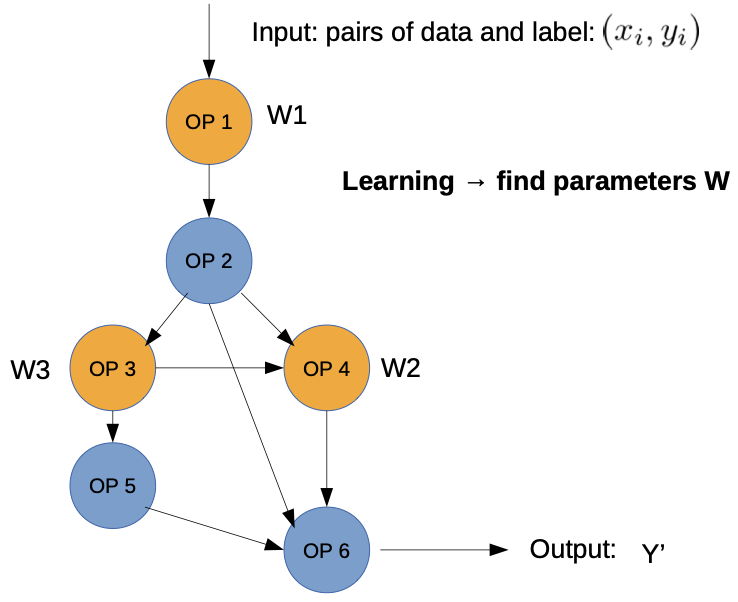 Input: pairs of data and label: (x_i, y_i)
OP 1 W1
Learning → find parameters W
OP 2
W3 OP 3 OP 4 W2
OP 5
OP 6 Output: Y’